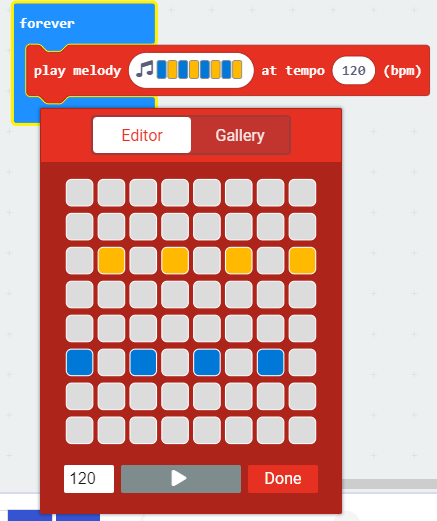 forever
play melody at tempo 120 (bpm)
Editor Gallery
120 Done